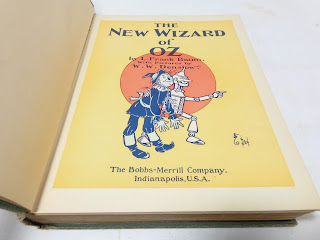 THE
NEW WIZARD
of
OZ
by L. Frank Baum.
With Pictures by
W. W. Denslow.
The Bobbs-Merrill Company.
Indianapolis, U.S.A.